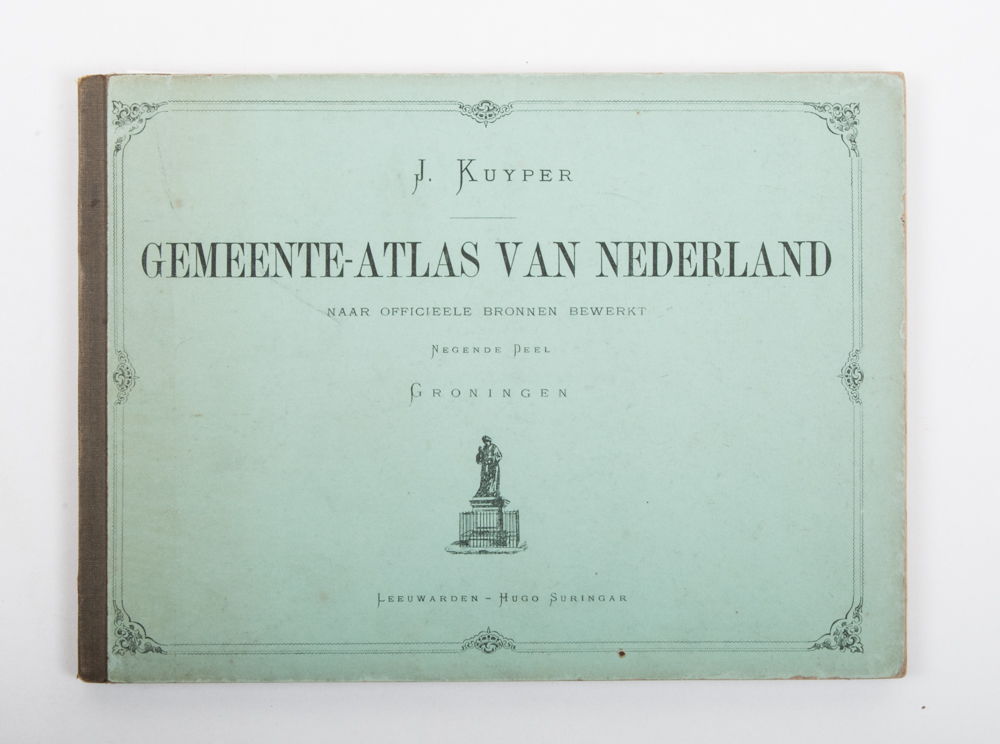 J. Kuyper
GEMEENTE-ATLAS VAN NEDERLAND
NAAR OFFICIEELE BRONNEN BEWERKT
Negende Deel
Groningen
Leeuwarden – Hugo Suringar